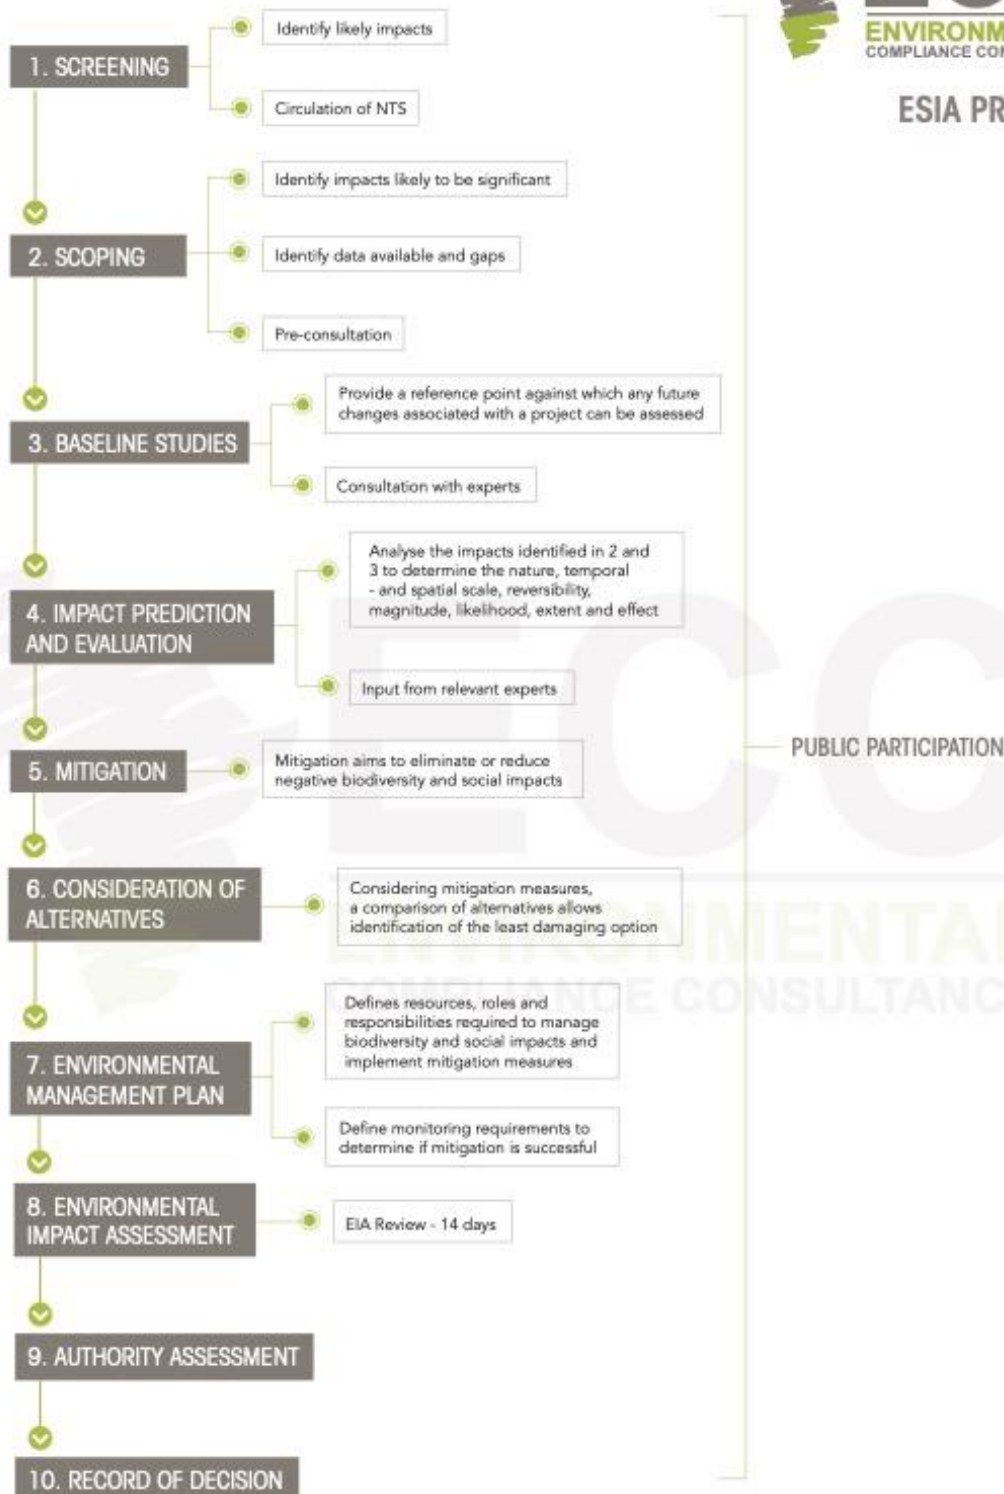 ENVIRONM
COMPLIANCE CON
ESIA PR
1. SCREENING
Identify likely impacts
Circulation of NTS
2. SCOPING
Identify impacts likely to be significant
Identify data available and gaps
Pre-consultation
3. BASELINE STUDIES
Provide a reference point against which any future
changes associated with a project can be assessed
Consultation with experts
4. IMPACT PREDICTION
AND EVALUATION
Analyse the impacts identified in 2 and
3 to determine the nature, temporal
- and spatial scale, reversibility,
magnitude, likelihood, extent and effect
Input from relevant experts
5. MITIGATION
Mitigation aims to eliminate or reduce
negative biodiversity and social impacts
PUBLIC PARTICIPATION
6. CONSIDERATION OF
ALTERNATIVES
Considering mitigation measures,
a comparison of alternatives allows
identification of the least damaging option
7. ENVIRONMENTAL
MANAGEMENT PLAN
Defines resources, roles and
responsibilities required to manage
biodiversity and social impacts and
implement mitigation measures
Define monitoring requirements to
determine if mitigation is successful
8. ENVIRONMENTAL
IMPACT ASSESSMENT
EIA Review - 14 days
9. AUTHORITY ASSESSMENT
10. RECORD OF DECISION
ECC
ENVIRONMENTA
COMPLIANCE CONSULTANC